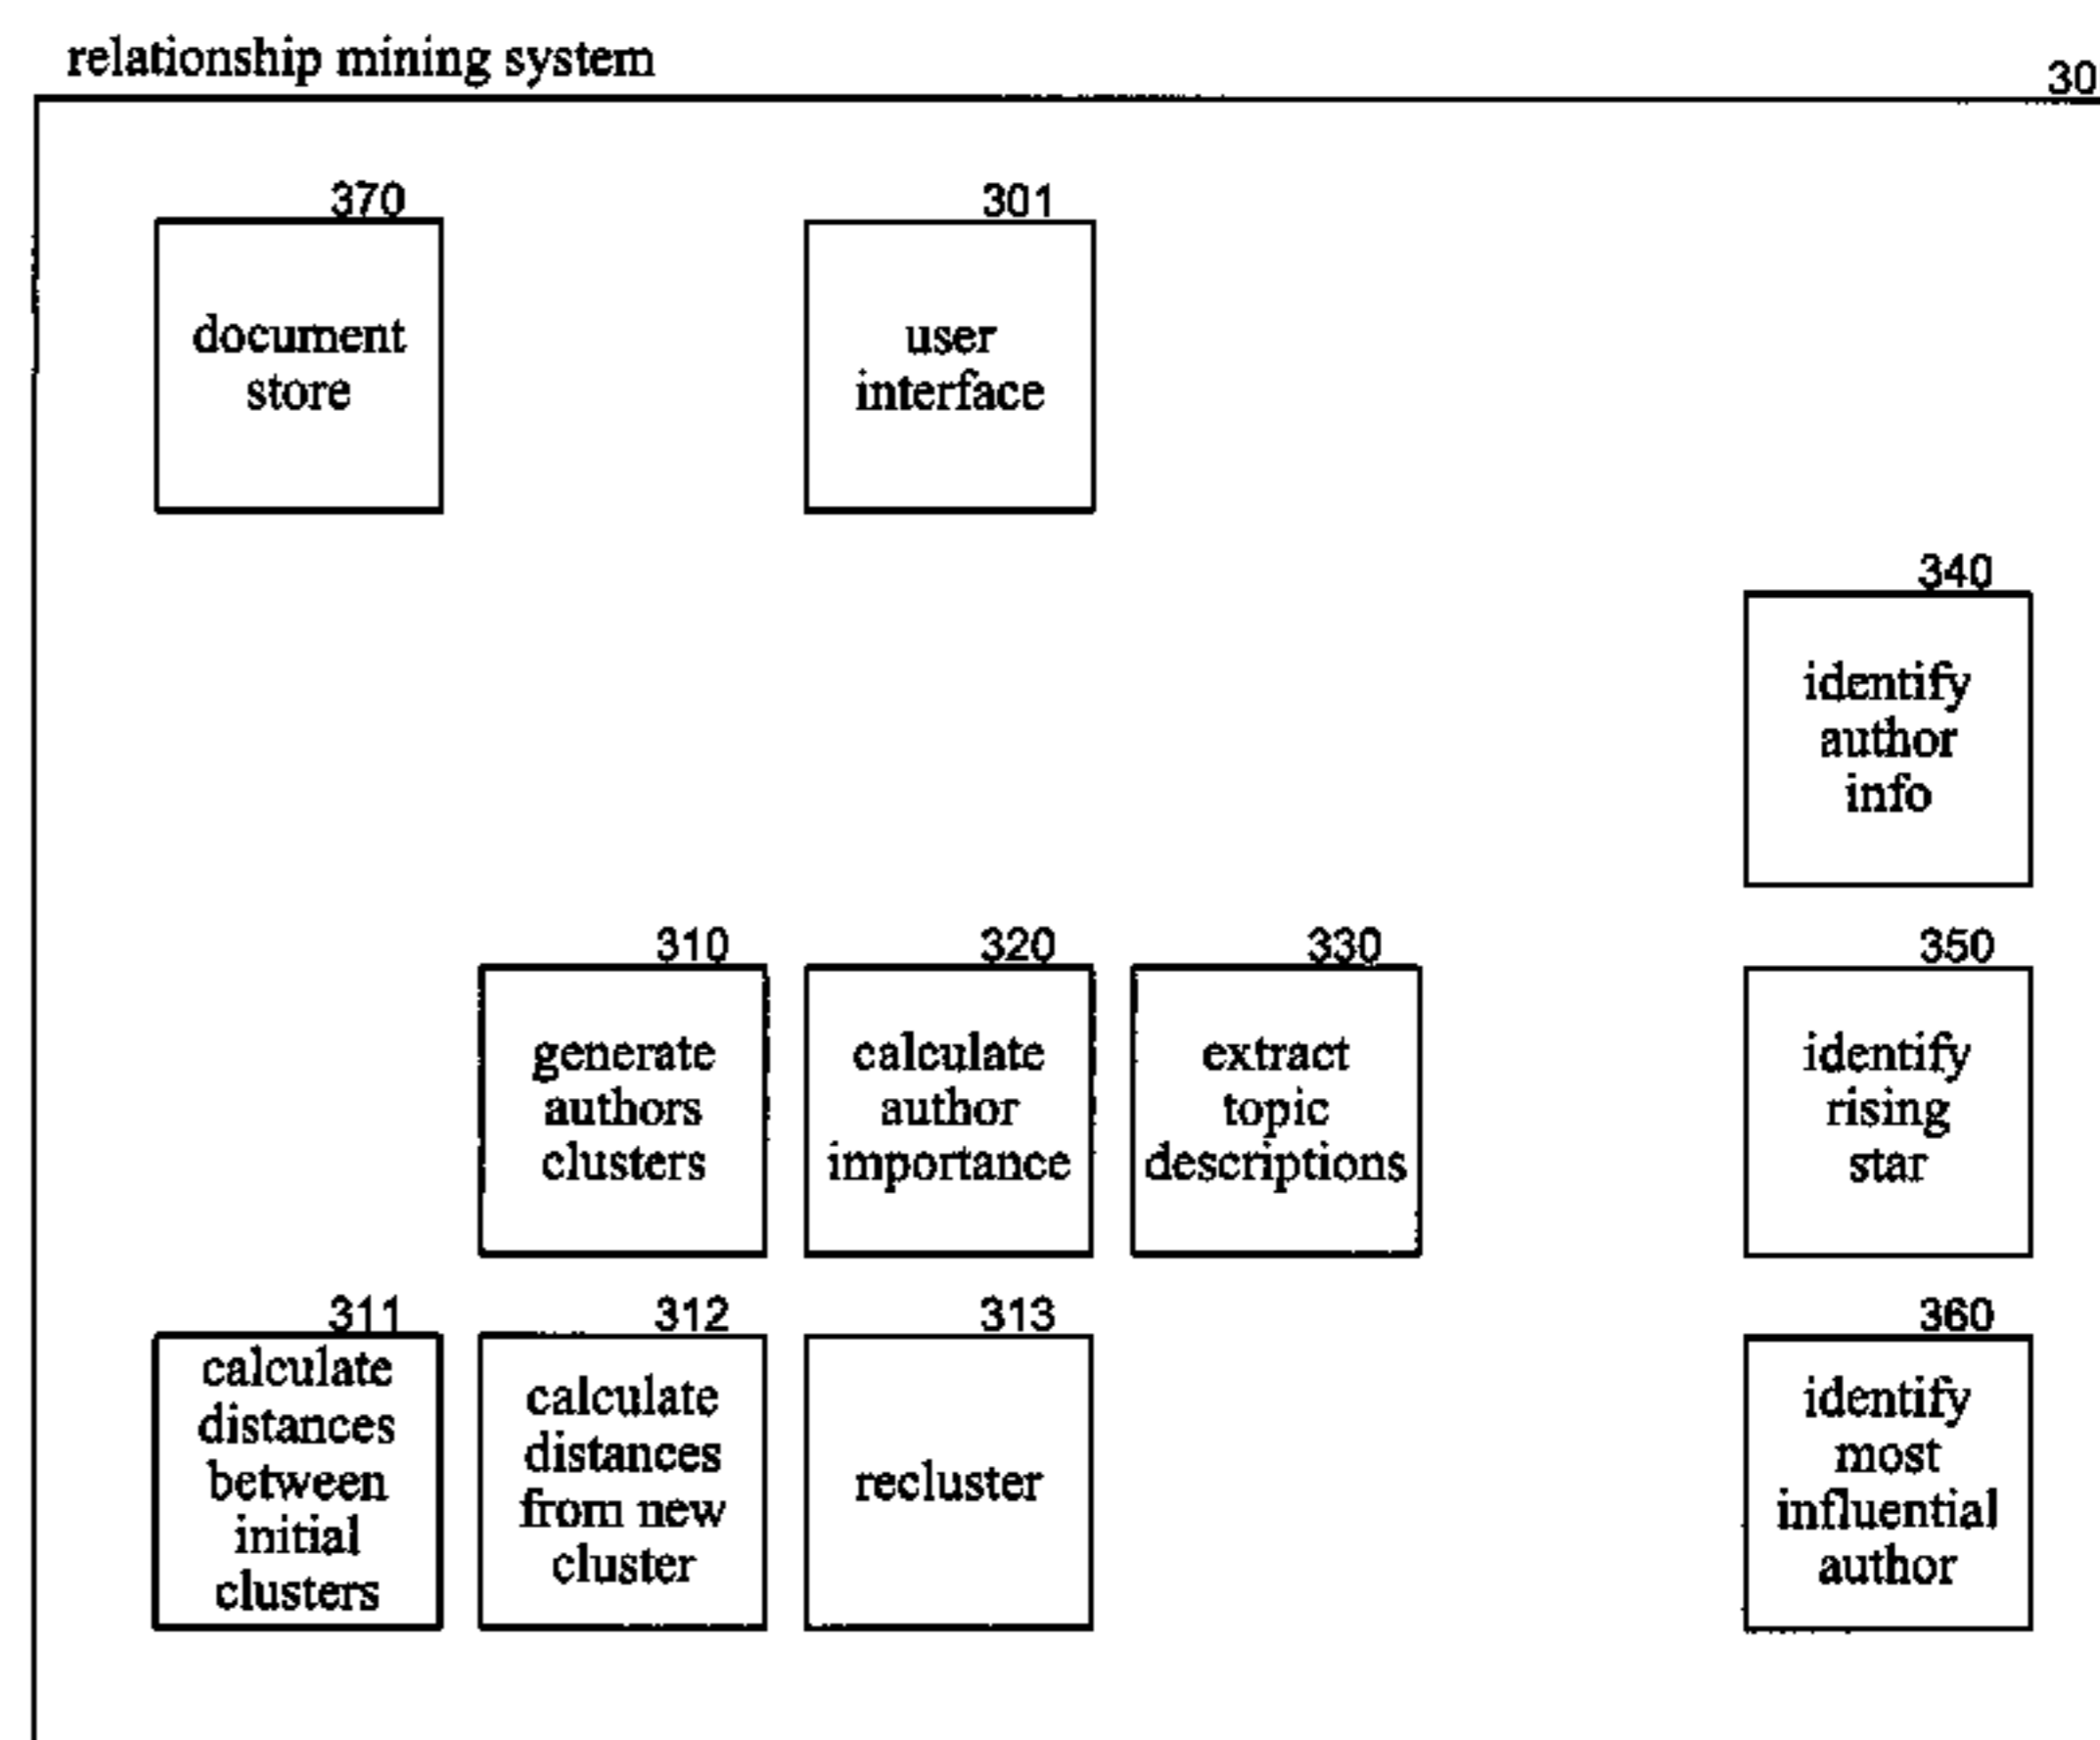 relationship mining system
30
370
document
store
301
user
interface
340
identify
author
info
310
generate
authors
clusters
320
calculate
author
importance
330
extract
topic
descriptions
350
identify
rising
star
311
calculate
distances
between
initial
clusters
312
calculate
distances
from new
cluster
313
recluster
360
identify
most
influential
author